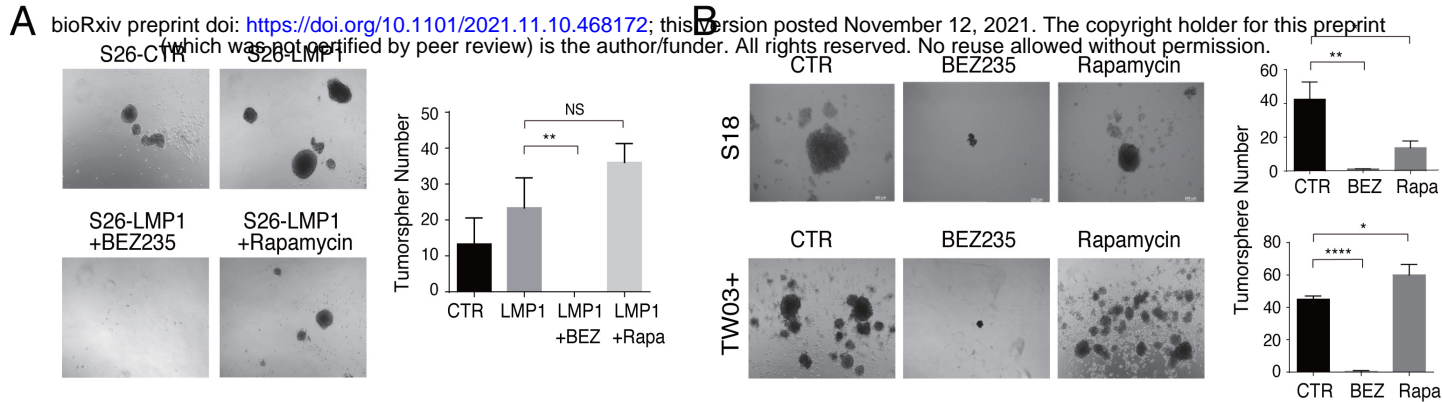 A
bioRxiv preprint doi: https://doi.org/10.1101/2021.11.10.468172; this version posted November 12, 2021. The copyright holder for this preprint
(which was not certified by peer review) is the author/funder. All rights reserved. No reuse allowed without permission.
S26-CTR
S26-LMP1
S26-LMP1
+BEZ235
S26-LMP1
+Rapamycin
Tumorspher Number
50
40
30
20
10
0
NS
**
CTR
LMP1
LMP1
+BEZ
LMP1
+Rapa
B
CTR
BEZ235
Rapamycin
S18
CTR
BEZ235
Rapamycin
TW03+
Tumorsphere Number
*
**
60
40
20
0
CTR
BEZ
Rapa
*
****
80
60
40
20
0
CTR
BEZ
Rapa